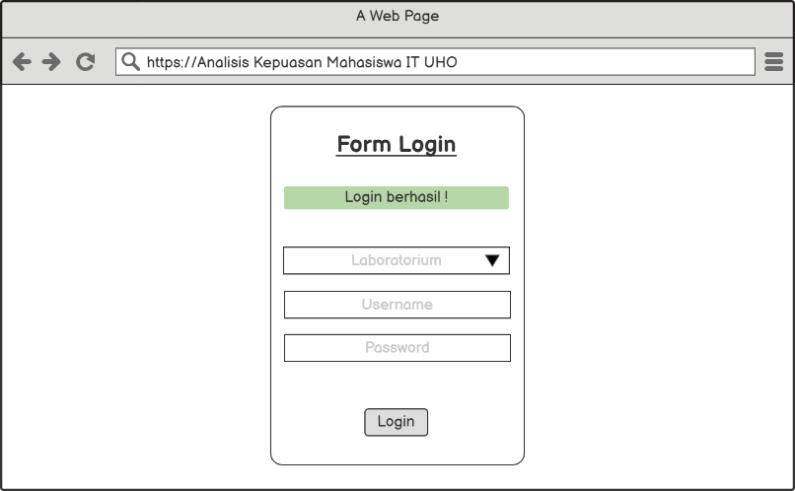 A Web Page
https://Analisis Kepuasan Mahasiswa IT UHO
Form Login
Login berhasil !
Laboratorium
Username
Password
Login